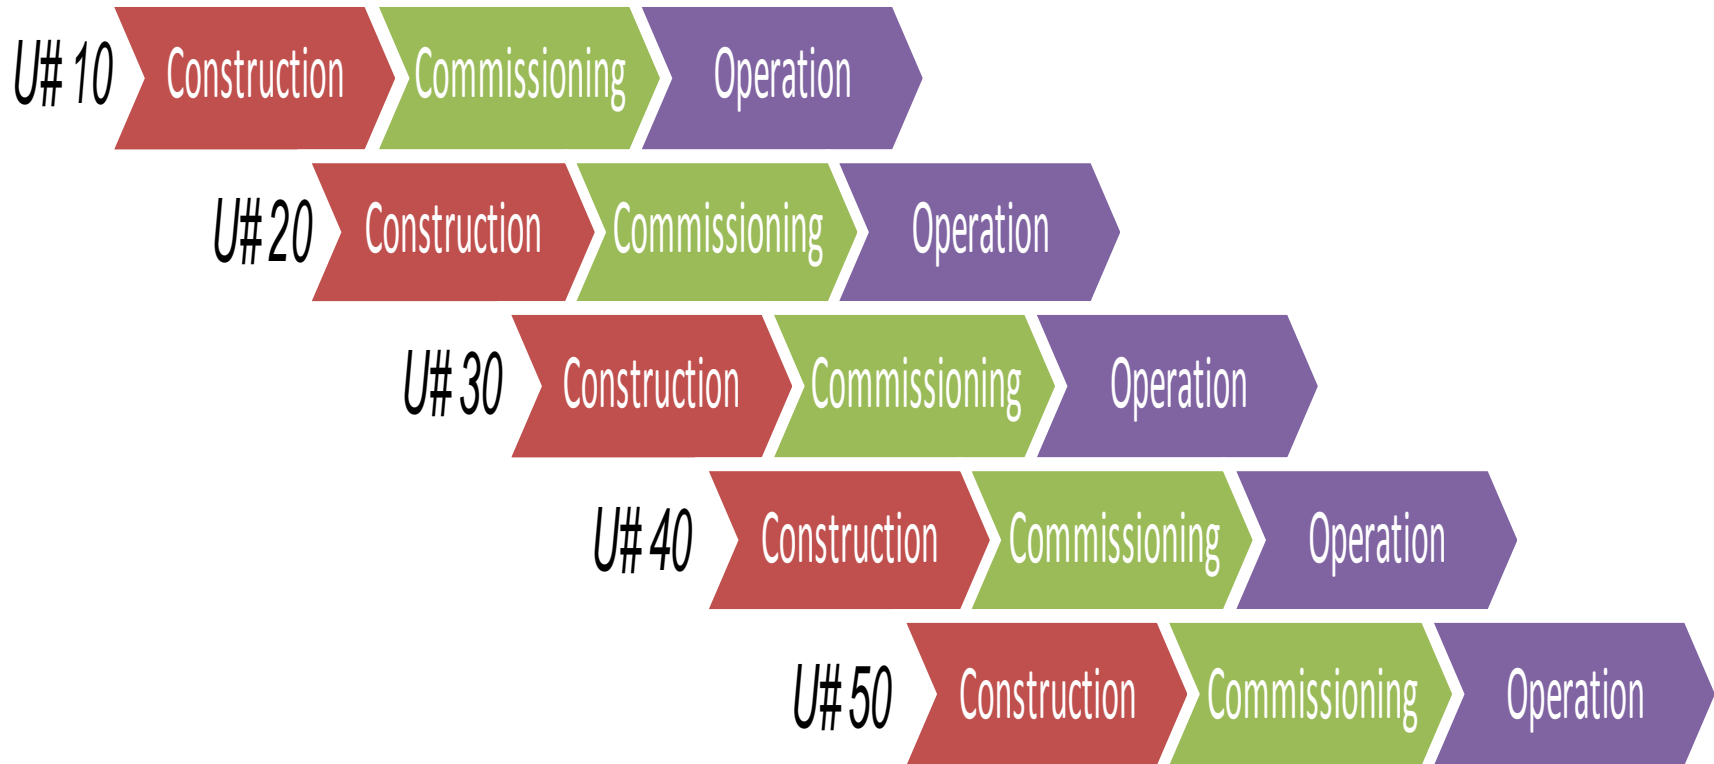 U# 10 Construction Commissioning Operation
U# 20 Construction Commissioning Operation
U# 30 Construction Commissioning Operation
U# 40 Construction Commissioning Operation
U# 50 Construction Commissioning Operation